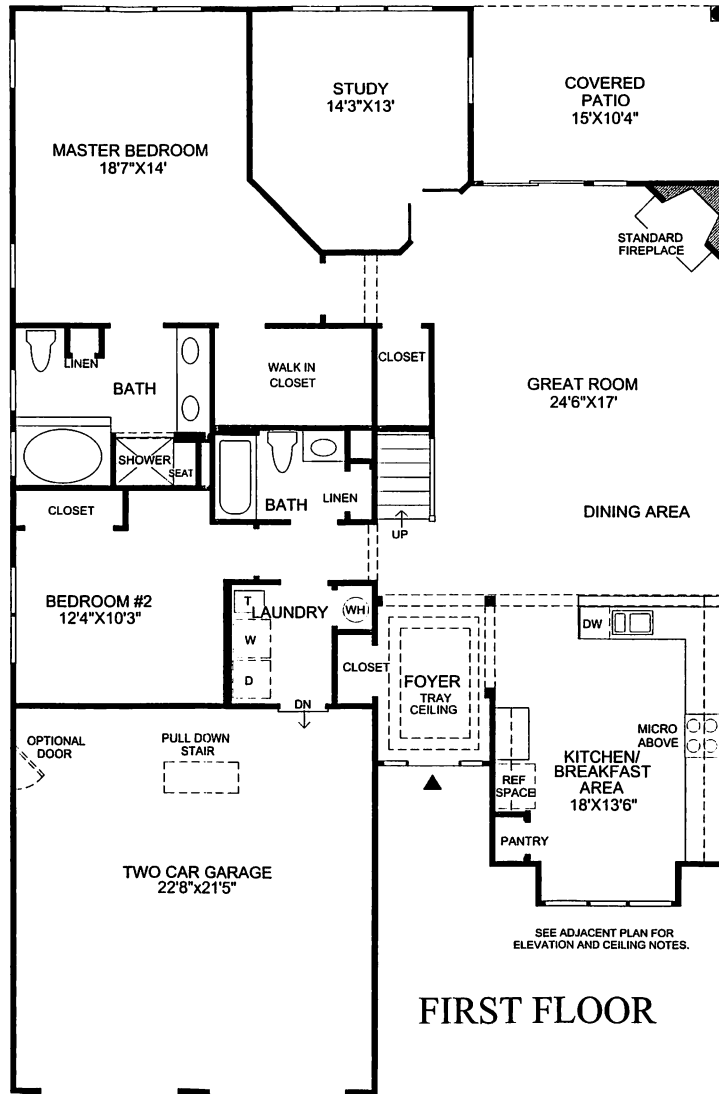 STUDY
14'3"X13'
COVERED
PATIO
15'X10'4"
MASTER BEDROOM
18'7"X14'
STANDARD
FIREPLACE
LINEN
BATH
WALK IN
CLOSET
CLOSET
GREAT ROOM
24'6"X17'
SHOWER
SEAT
BATH
LINEN
CLOSET
UP
DINING AREA
BEDROOM #2
12'4"X10'3"
T
LAUNDRY
WH
W
D
CLOSET
DN
FOYER
TRAY
CEILING
DW
MICRO
ABOVE
OPTIONAL
DOOR
PULL DOWN
STAIR
REF
SPACE
KITCHEN/
BREAKFAST
AREA
18'X13'6"
PANTRY
TWO CAR GARAGE
22'8"x21'5"
SEE ADJACENT PLAN FOR
ELEVATION AND CEILING NOTES.
FIRST FLOOR